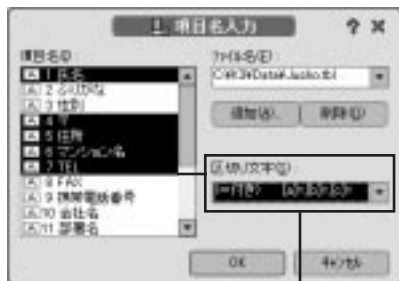 項目名入力
項目名(I):
1 氏名
2 ふりがな
3 性別
4 〒
5 住所
6 マンション名
7 TEL
8 FAX
9 携帯電話番号
10 会社名
11 部署名
ファイル名(E):
追加(A)...
削除(D)
区切り文字(S):
OK
キャンセル